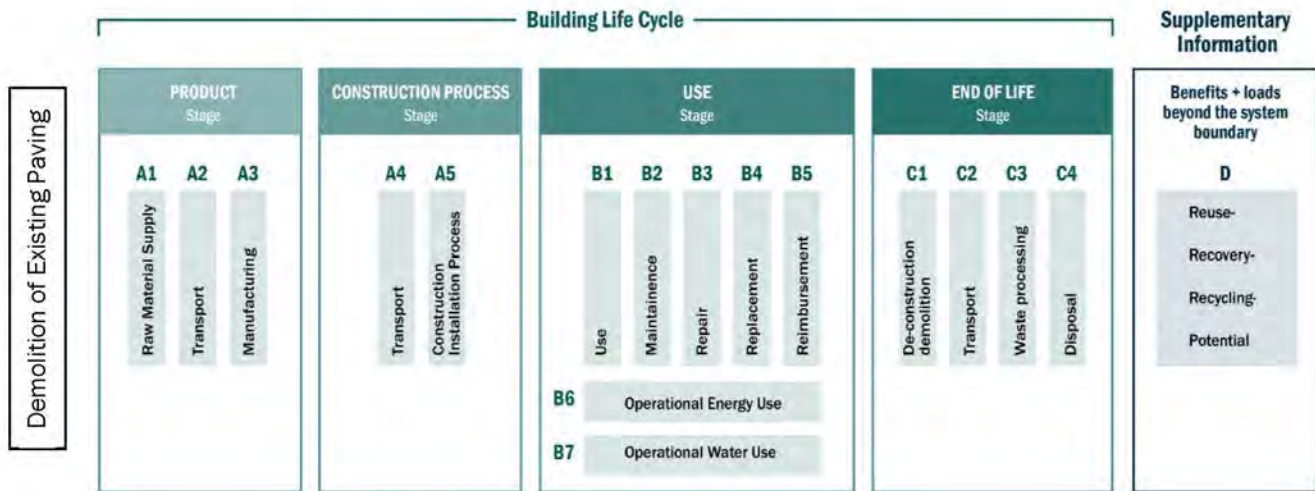 Building Life Cycle
Supplementary
Information
Demolition of Existing Paving
PRODUCT
Stage
A1
A2
A3
Raw Material Supply
Transport
Manufacturing
CONSTRUCTION PROCESS
Stage
A4
A5
Transport
Construction
Installation Process
USE
Stage
B1
B2
B3
B4
B5
Use
Maintainence
Repair
Replacement
Reimbursement
B6
Operational Energy Use
B7
Operational Water Use
END OF LIFE
Stage
C1
C2
C3
C4
De-construction
demolition
Transport
Waste processing
Disposal
Benefits + loads
beyond the system
boundary
D
Reuse-
Recovery-
Recycling-
Potential